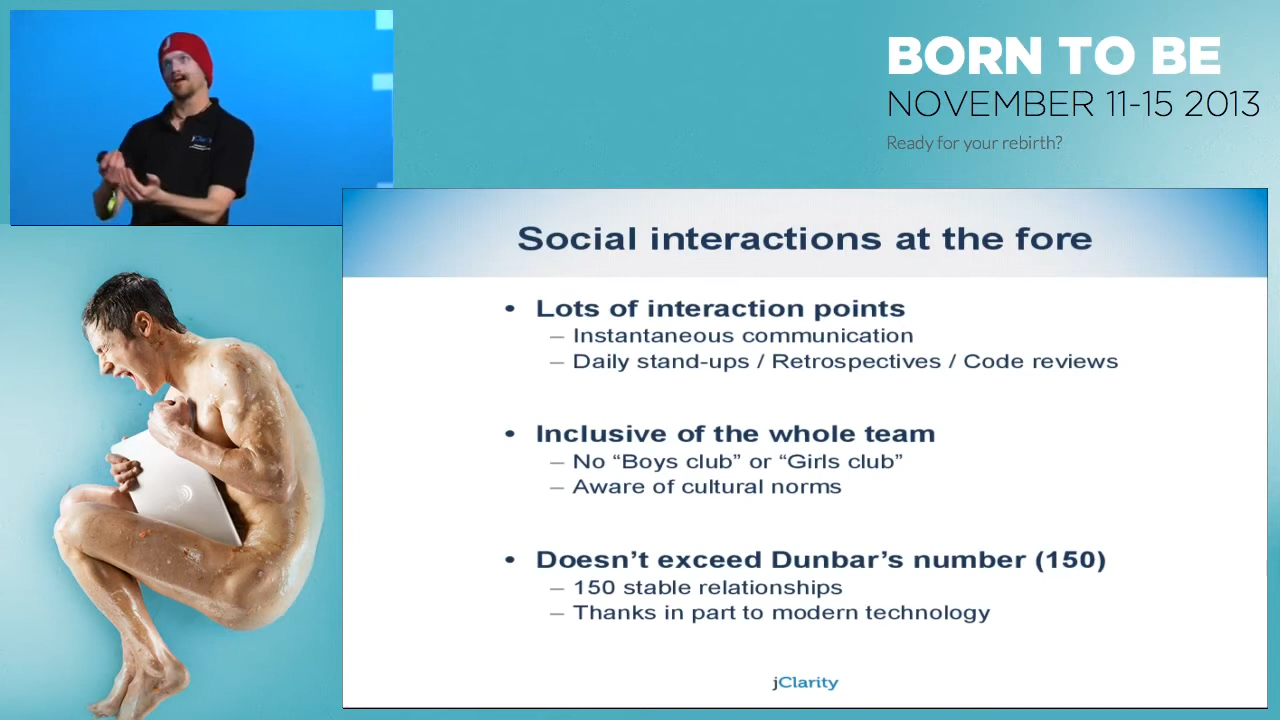 BORN TO BE
NOVEMBER 11-15 2013
Ready for your rebirth?
Social interactions at the fore
• Lots of interaction points
– Instantaneous communication
– Daily stand-ups / Retrospectives / Code reviews
• Inclusive of the whole team
– No “Boys club” or “Girls club”
– Aware of cultural norms
• Doesn’t exceed Dunbar’s number (150)
– 150 stable relationships
– Thanks in part to modern technology
jClarity